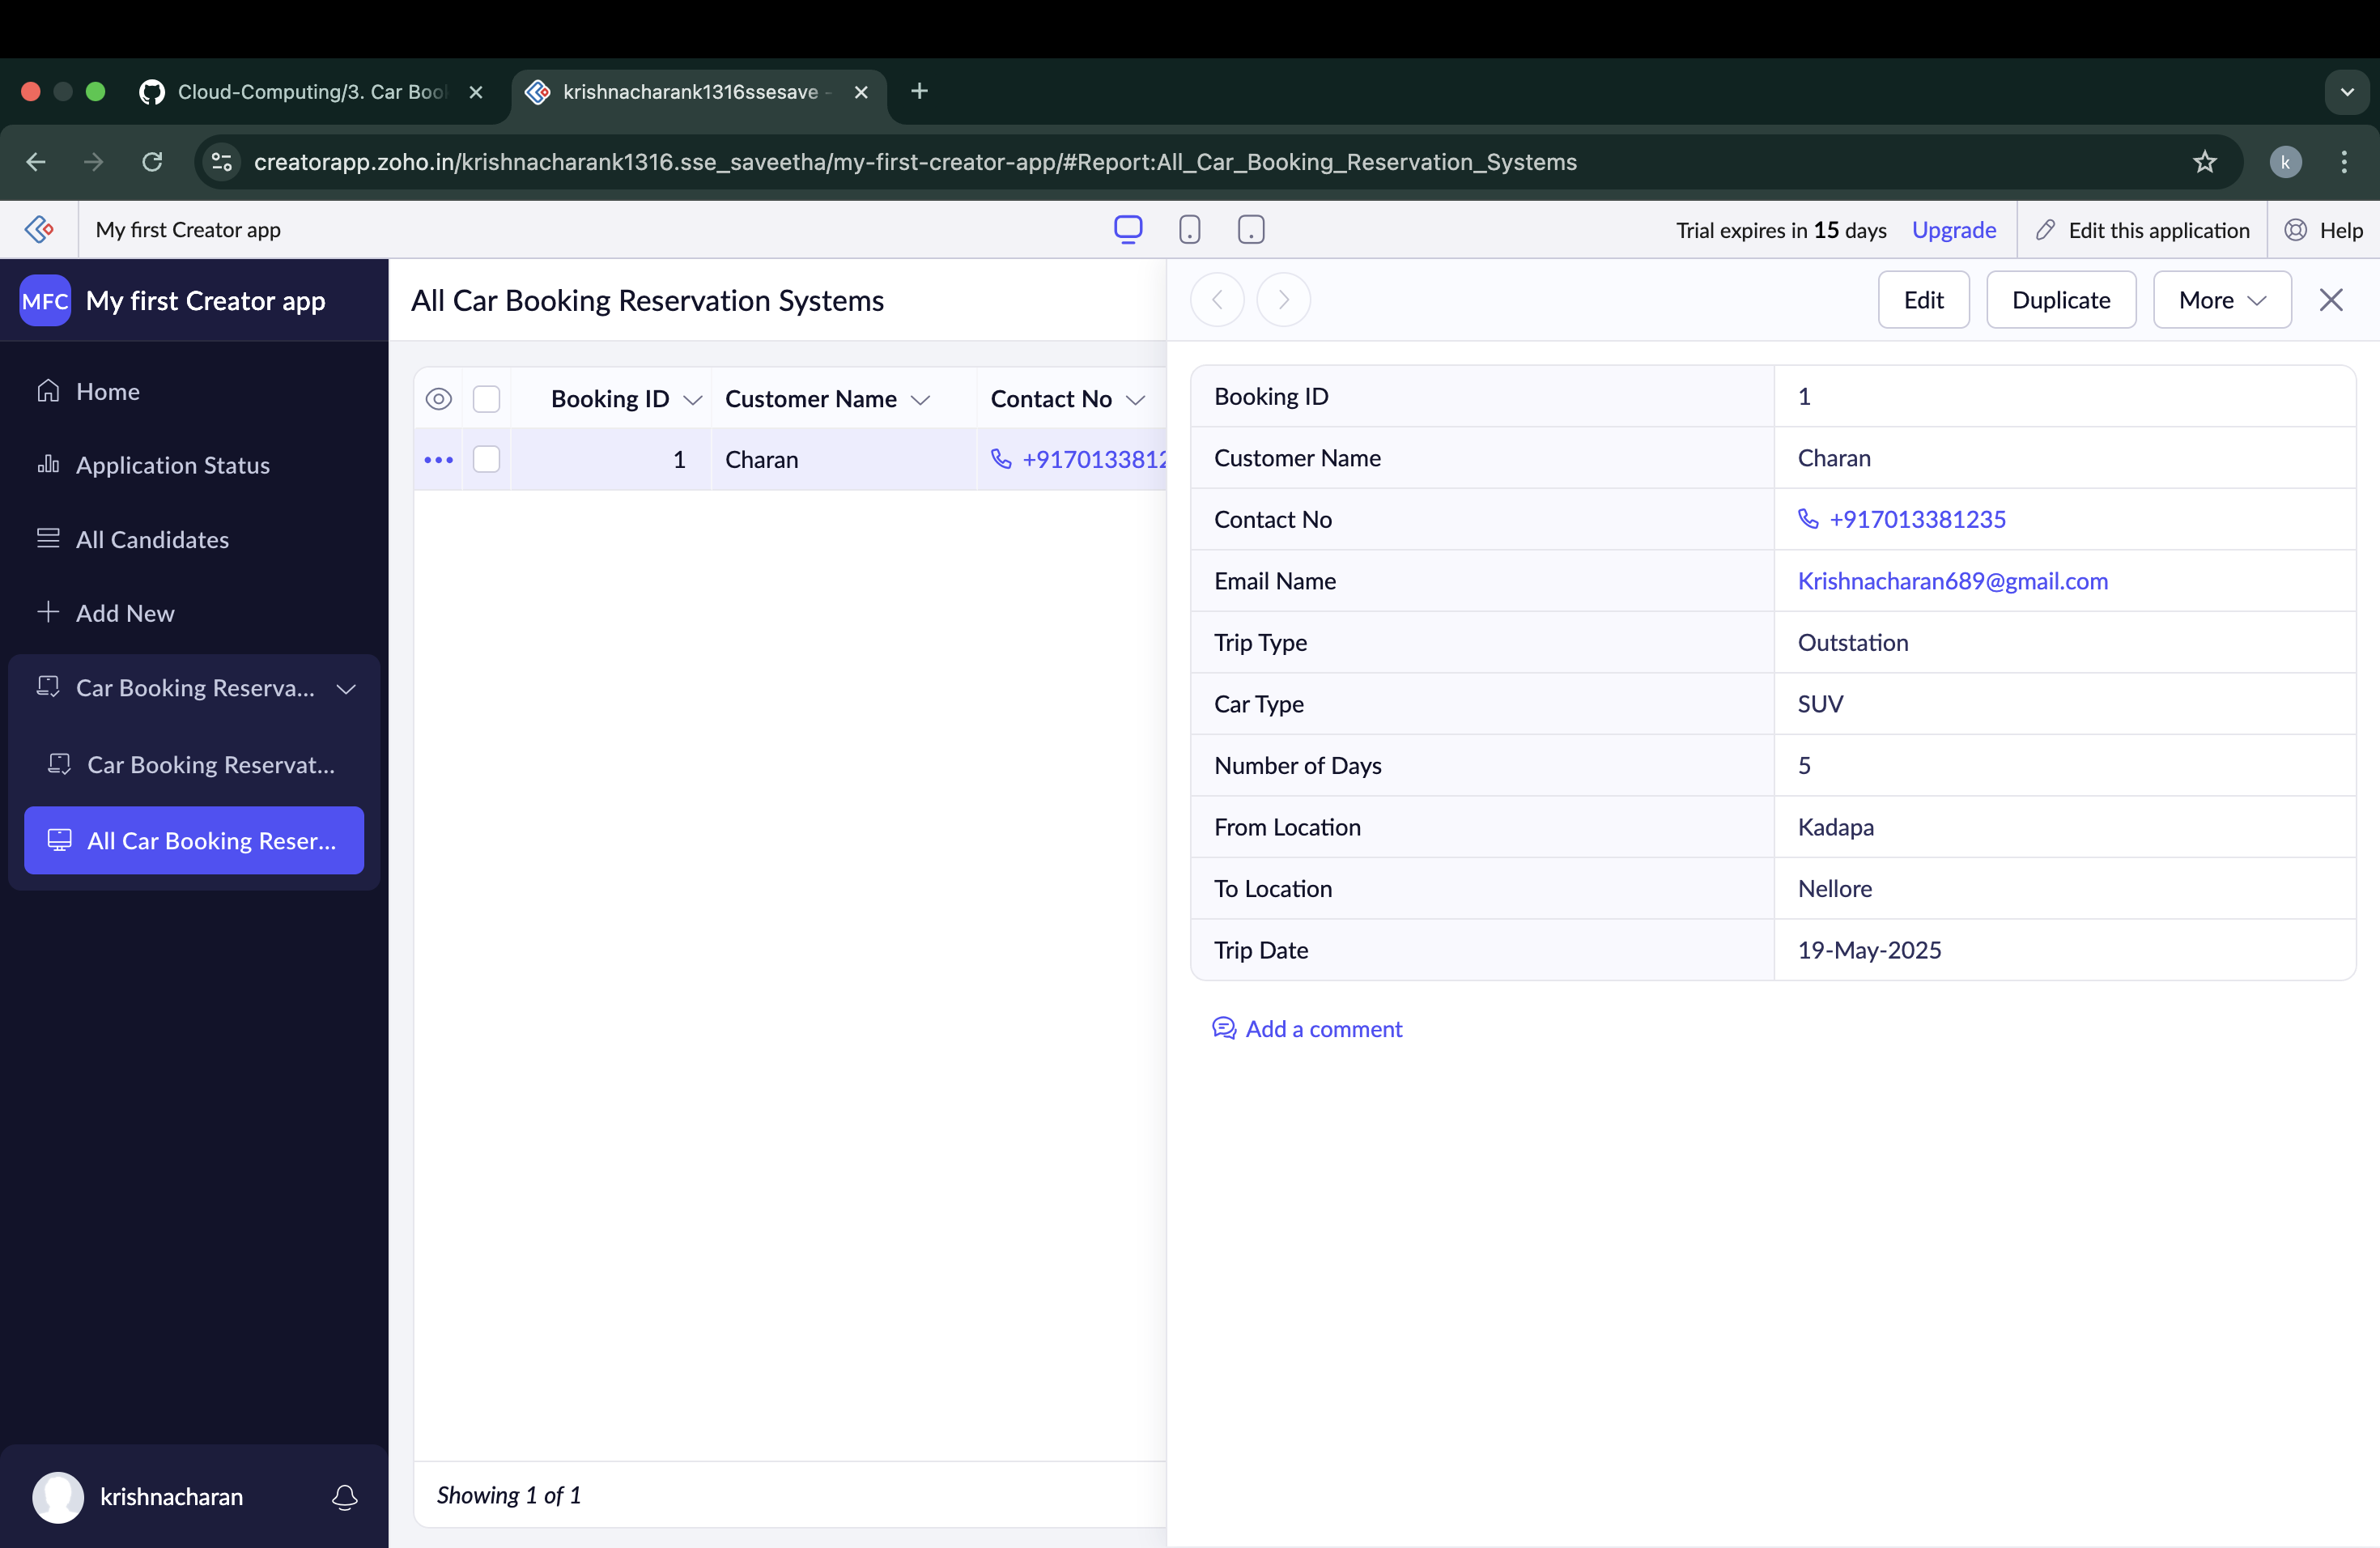 Cloud-Computing/3. Car Boo
krishnacharank1316ssesave -
creatorapp.zoho.in/krishnacharank1316.sse_saveetha/my-first-creator-app/#Report:All_Car_Booking_Reservation_Systems
k
My first Creator app
Trial expires in 15 days
Upgrade
Edit this application
Help
MFC My first Creator app
Home
Application Status
All Candidates
Add New
Car Booking Reserva...
Car Booking Reservat...
All Car Booking Reser...
krishnacharan
All Car Booking Reservation Systems
Booking ID Customer Name Contact No
1 Charan +9170133812
Showing 1 of 1
Edit Duplicate More
Booking ID 1
Customer Name Charan
Contact No +917013381235
Email Name Krishnacharan689@gmail.com
Trip Type Outstation
Car Type SUV
Number of Days 5
From Location Kadapa
To Location Nellore
Trip Date 19-May-2025
Add a comment